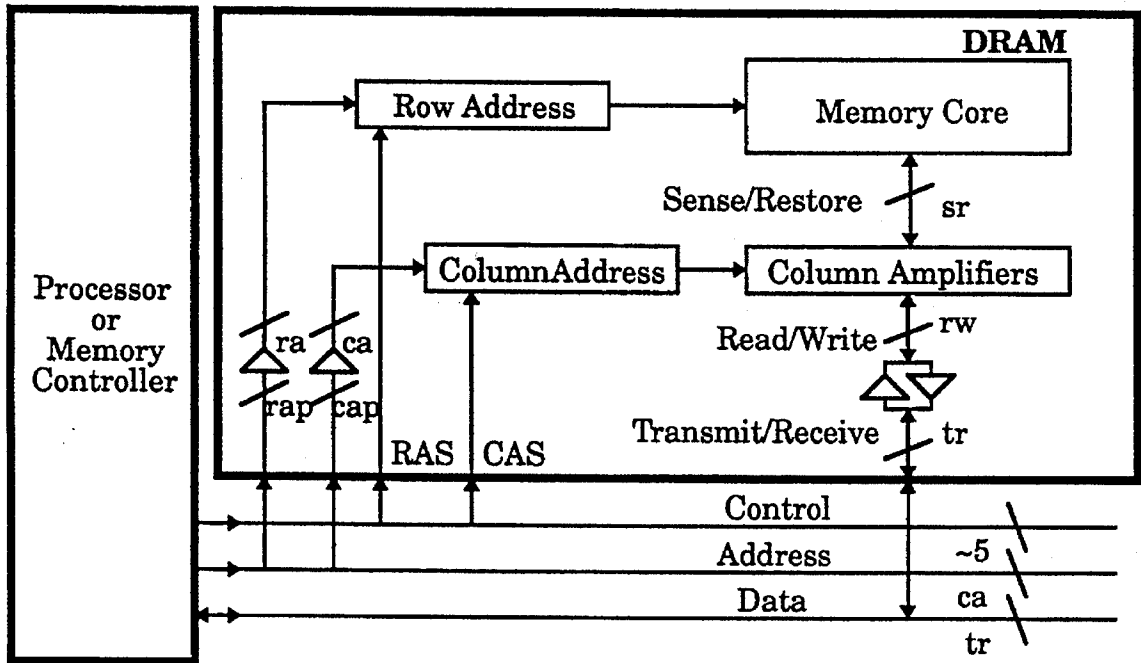 DRAM
Row Address
Memory Core
Sense/Restore
sr
ColumnAddress
Column Amplifiers
Processor
or
Memory
Controller
ra
ca
Read/Write
rw
rap
cap
Transmit/Receive
tr
RAS
CAS
Control
Address
~5
Data
ca
tr